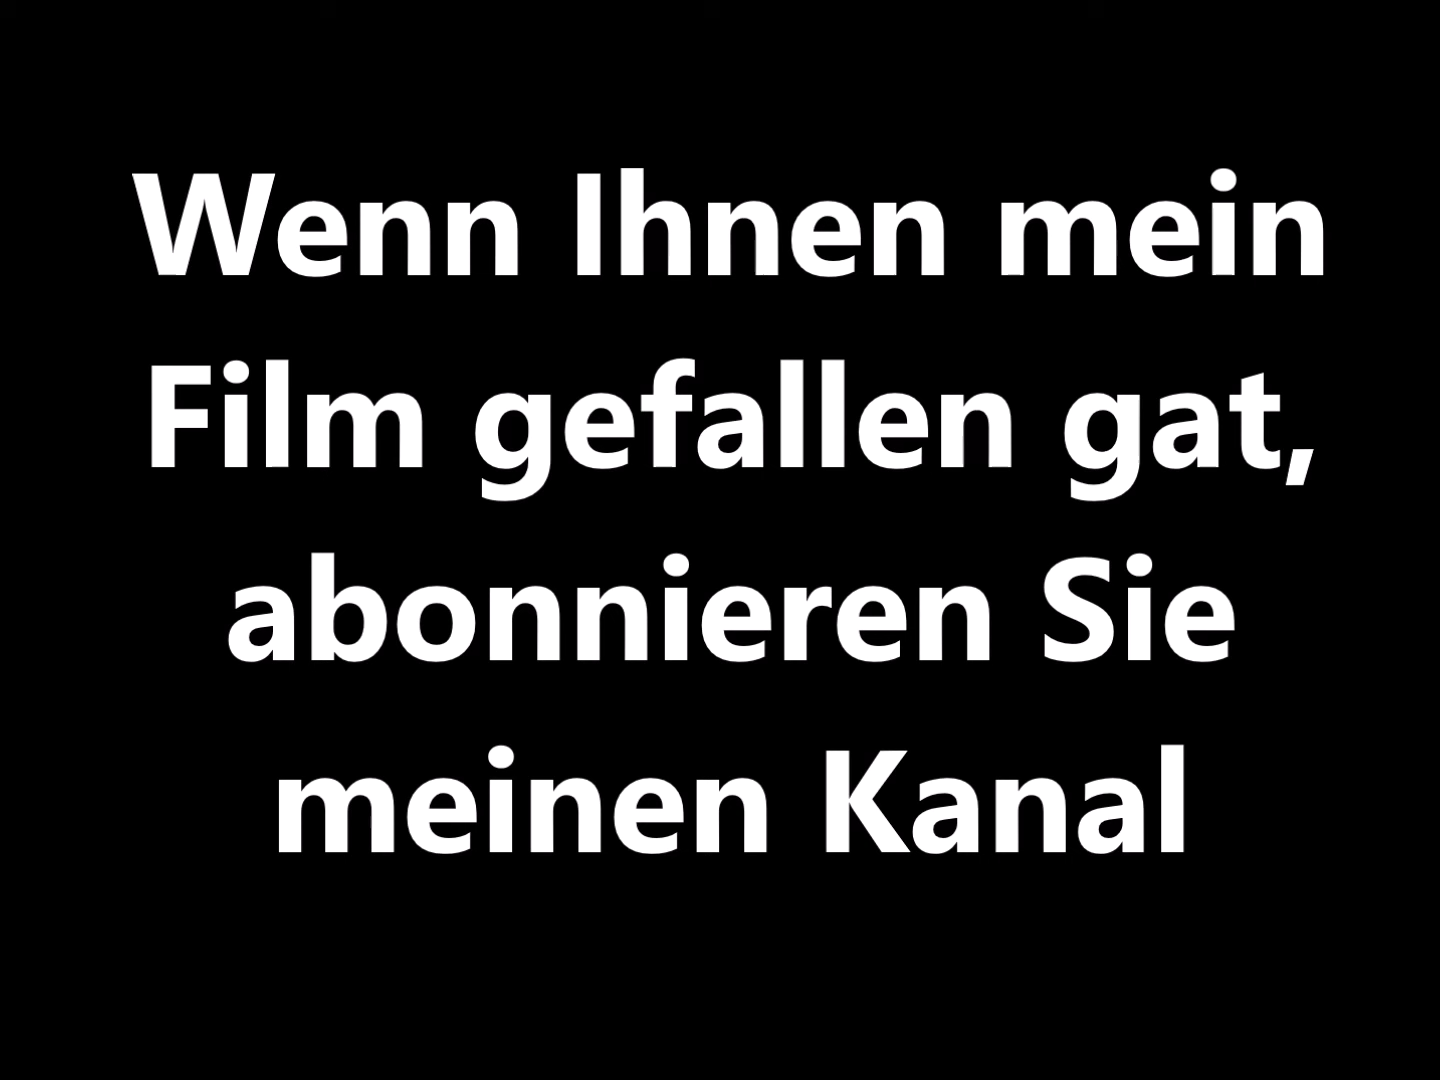 Wenn Ihnen mein
Film gefallen gat,
abonnieren Sie
meinen Kanal